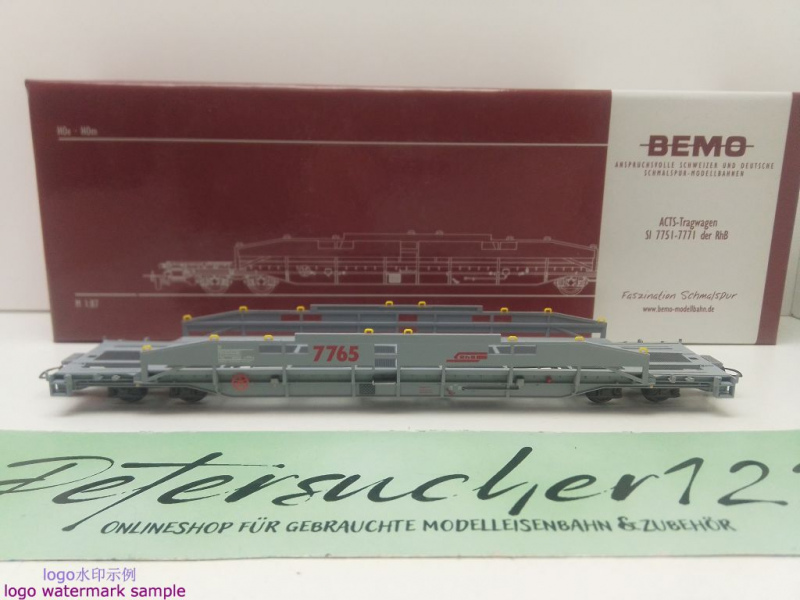 H0e - H0m
BEMO
ANSPRUCHSVOLLE SCHWEIZER UND DEUTSCHE
SCHMALSPUR-MODELLBAHNEN
ACTS-Tragwagen
Sl 7751-7771 der RhB
M 1:87
Faszination Schmalspur
www.bemo-modellbahn.de
7765
RhB
Petersucher12
ONLINESHOP FÜR GEBRAUCHTE MODELLEISENBAHN & ZUBEHÖR
logo水印示例
logo watermark sample